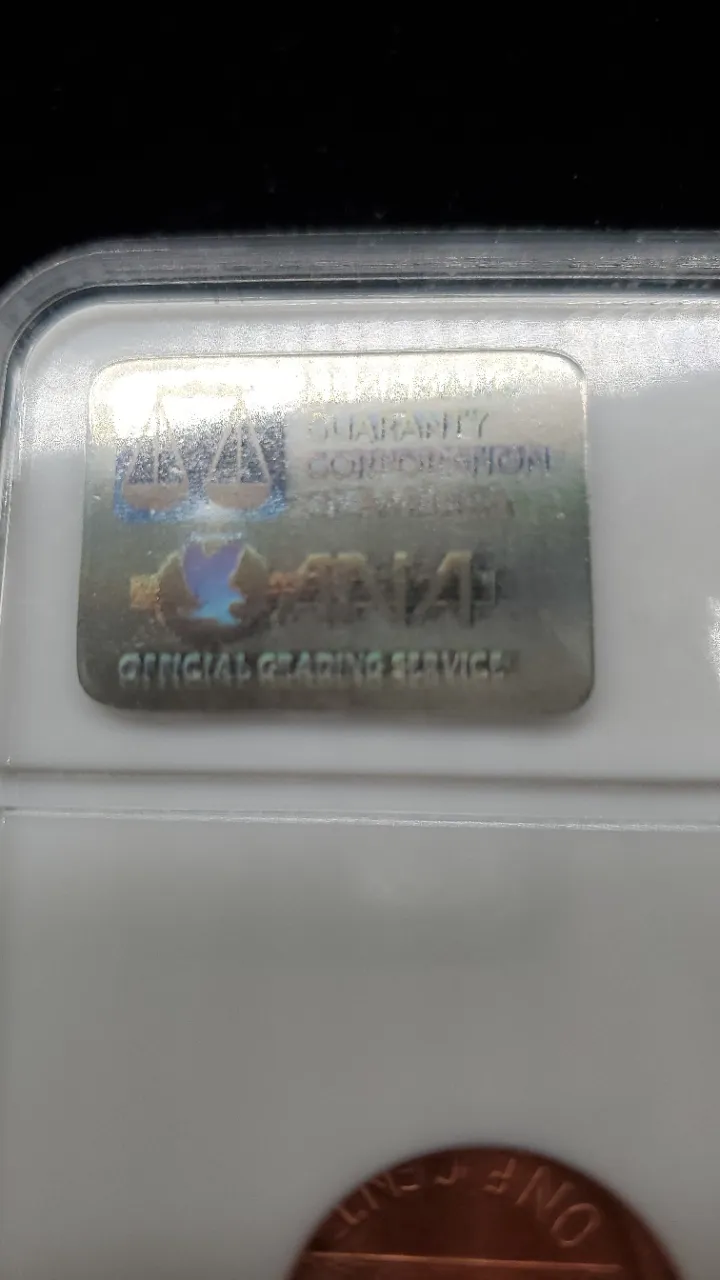 GUARANTY
CORPORATION
ANA
OFFICIAL GRADING SERVICE
ONE CENT